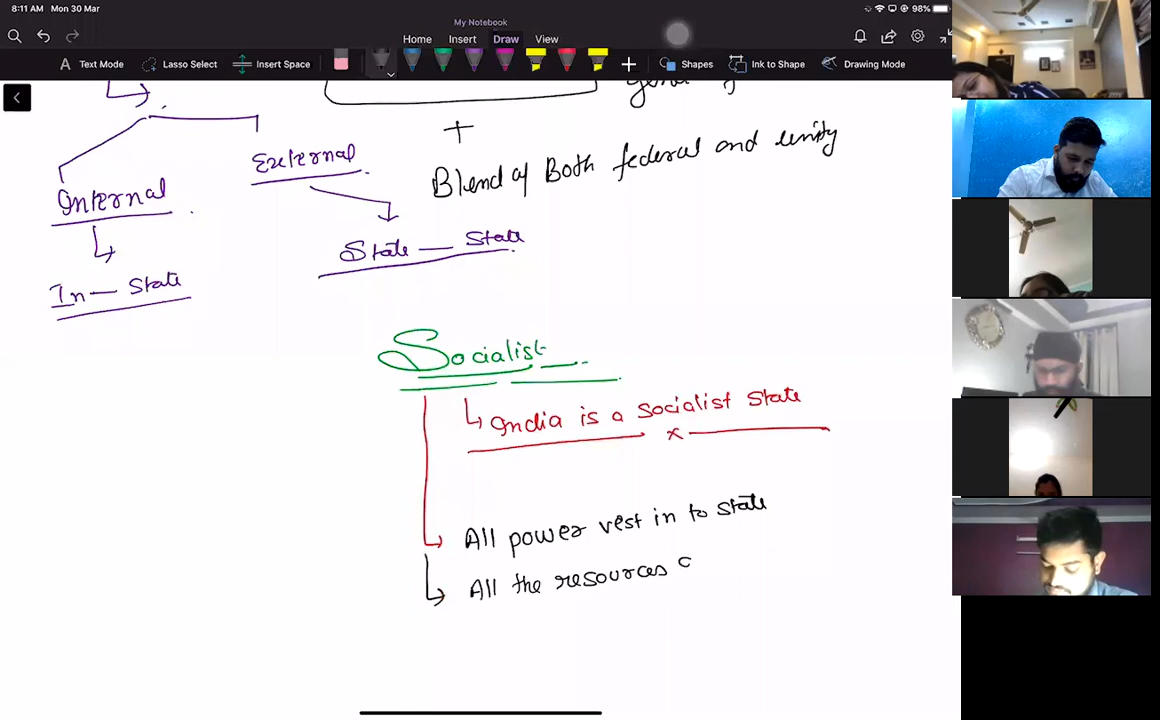 8:11 AM Mon 30 Mar
98%
My Notebook
Home Insert Draw View
Text Mode Lasso Select Insert Space Shapes Ink to Shape Drawing Mode
+
Blend of Both federal and unity
External
Internal
State — State
In — State
Socialist
India is a Socialist State
x
All power vest in to state
All the resources